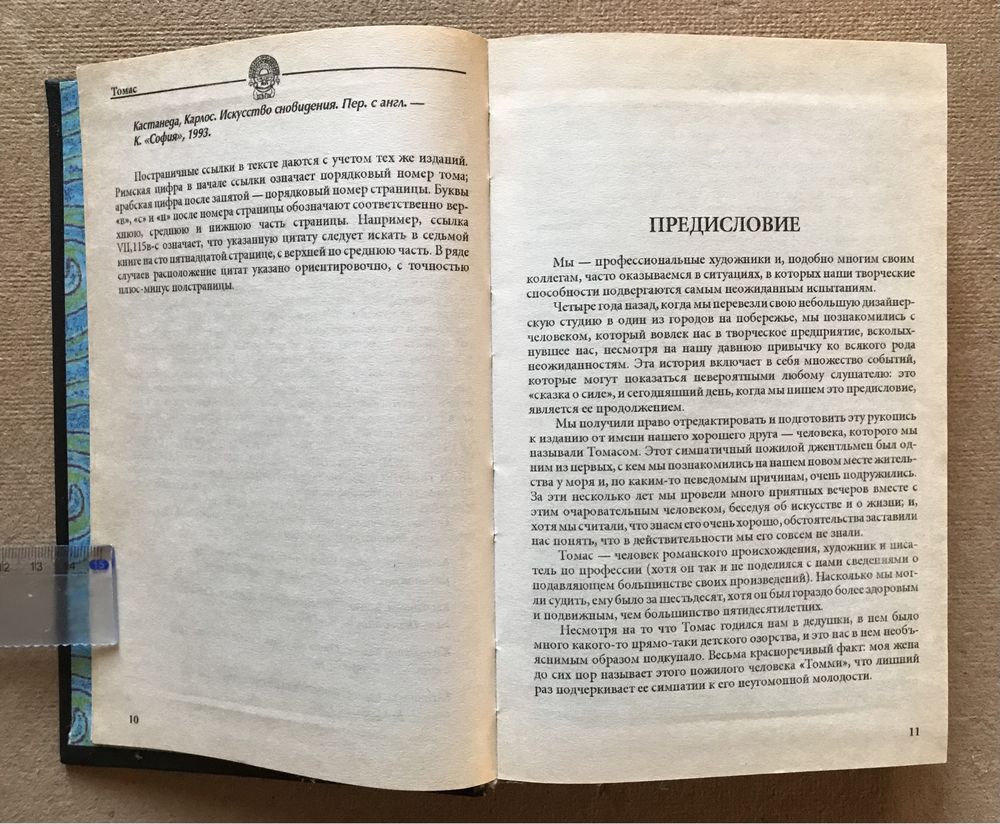 Томас
Кастанеда, Карлос. Искусство сновидения. Пер. с англ. —
К. «София», 1993.
Постраничные ссылки в тексте даются с учетом тех же изданий.
Римская цифра в начале ссылки означает порядковый номер тома;
арабская цифра после запятой — порядковый номер страницы. Буквы
«в», «с» и «н» после номера страницы обозначают соответственно вер-
хнюю, среднюю и нижнюю часть страницы. Например, ссылка
VII,115в-с означает, что указанную цитату следует искать в седьмой
книге на сто пятнадцатой странице, с верхней по среднюю часть. В ряде
случаев расположение цитат указано ориентировочно, с точностью
плюс-минус полстраницы.
12 13 14 15
10
ПРЕДИСЛОВИЕ
Мы — профессиональные художники и, подобно многим своим
коллегам, часто оказываемся в ситуациях, в которых наши творческие
способности подвергаются самым неожиданным испытаниям.
Четыре года назад, когда мы перевезли свою небольшую дизайнер-
скую студию в один из городов на побережье, мы познакомились с
человеком, который вовлек нас в творческое предприятие, всколых-
нувшее нас, несмотря на нашу давнюю привычку ко всякого рода
неожиданностям. Эта история включает в себя множество событий,
которые могут показаться невероятными любому слушателю: это
«сказка о силе», и сегодняшний день, когда мы пишем это предисловие,
является ее продолжением.
Мы получили право отредактировать и подготовить эту рукопись
к изданию от имени нашего хорошего друга — человека, которого мы
называли Томасом. Этот симпатичный пожилой джентльмен был од-
ним из первых, с кем мы познакомились на нашем новом месте житель-
ства у моря и, по каким-то неведомым причинам, очень подружились.
За эти несколько лет мы провели много приятных вечеров вместе с
этим очаровательным человеком, беседуя об искусстве и о жизни; и,
хотя мы считали, что знаем его очень хорошо, обстоятельства заставили
нас понять, что в действительности мы его совсем не знали.
Томас — человек романского происхождения, художник и писа-
тель по профессии (хотя он так и не поделился с нами сведениями о
подавляющем большинстве своих произведений). Насколько мы мог-
ли судить, ему было за шестьдесят, хотя он был гораздо более здоровым
и подвижным, чем большинство пятидесятилетних.
Несмотря на то что Томас годился нам в дедушки, в нем было
много какого-то прямо-таки детского озорства, и это нас в нем необъ-
яснимым образом подкупало. Весьма красноречивый факт: моя жена
до сих пор называет этого пожилого человека «Томми», что лишний
раз подчеркивает ее симпатии к его неугомонной молодости.
11